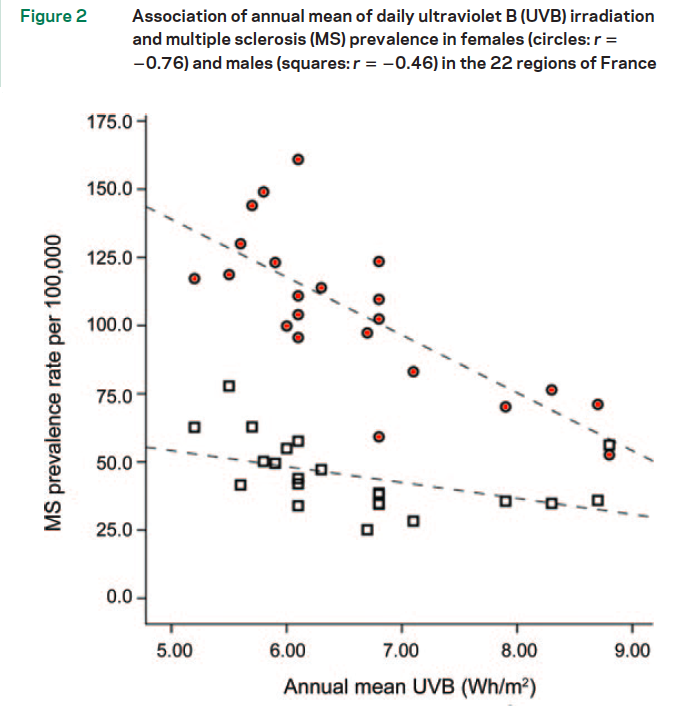 Figure 2
Association of annual mean of daily ultraviolet B (UVB) irradiation
and multiple sclerosis (MS) prevalence in females (circles: r =
−0.76) and males (squares: r = −0.46) in the 22 regions of France
175.0
150.0
125.0
100.0
75.0
50.0
25.0
0.0
MS prevalence rate per 100,000
5.00 6.00 7.00 8.00 9.00
Annual mean UVB (Wh/m²)